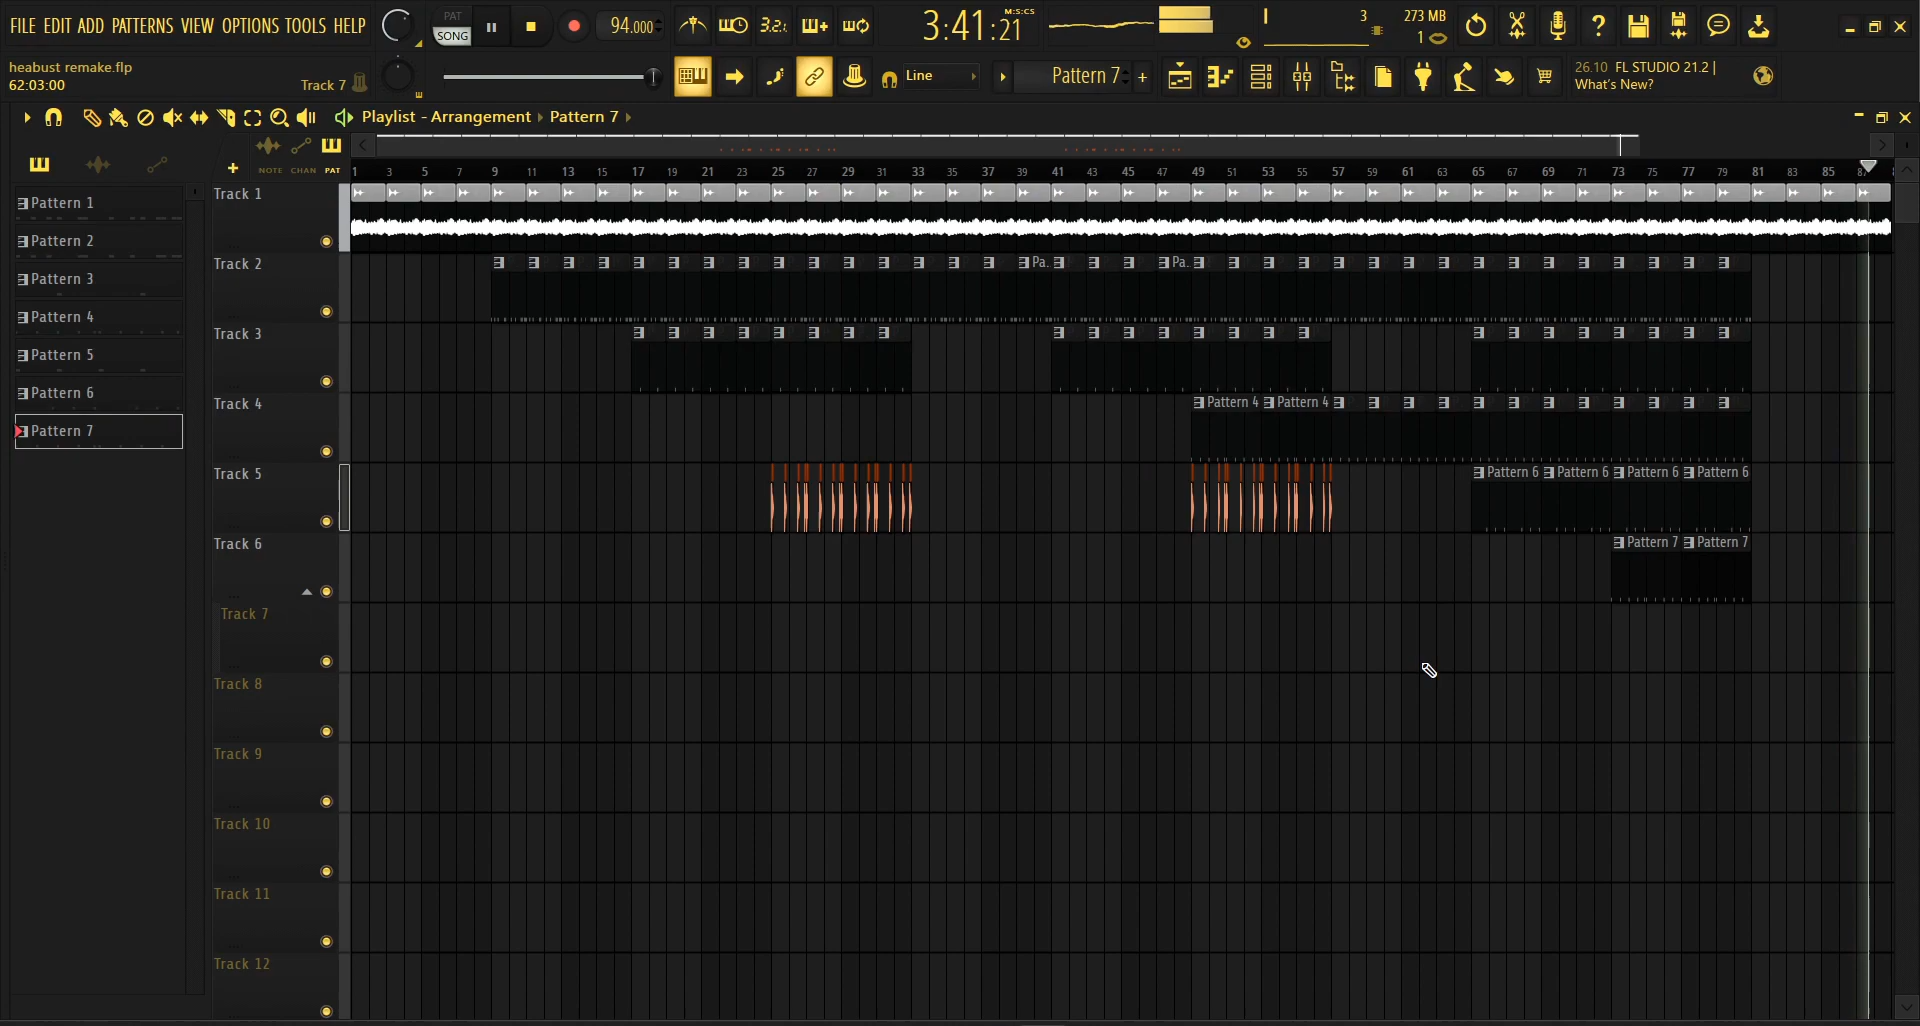 FILE EDIT ADD PATTERNS VIEW OPTIONS TOOLS HELP
PAT
SONG
94.000
3:41:21
M:S:CS
3
273 MB
1
heabust remake.flp
62:03:00
Track 7
Line
Pattern 7
26.10 FL STUDIO 21.2 |
What's New?
Playlist - Arrangement Pattern 7
NOTE CHAN PAT
1 3 5 7 9 11 13 15 17 19 21 23 25 27 29 31 33 35 37 39 41 43 45 47 49 51 53 55 57 59 61 63 65 67 69 71 73 75 77 79 81 83 85
Pattern 1
Pattern 2
Pattern 3
Pattern 4
Pattern 5
Pattern 6
Pattern 7
Track 1
Track 2
Pa.. Pa..
Track 3
Track 4
Pattern 4 Pattern 4
Track 5
Pattern 6 Pattern 6 Pattern 6 Pattern 6
Track 6
Pattern 7 Pattern 7
Track 7
Track 8
Track 9
Track 10
Track 11
Track 12